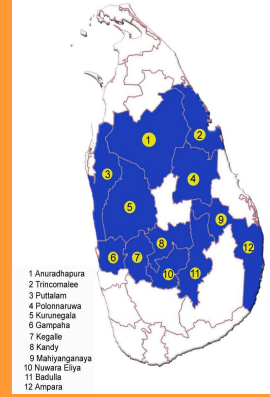 1
2
3
4
5
9
12
8
6
7
10
11
1 Anuradhapura
2 Trincomalee
3 Puttalam
4 Polonnaruwa
5 Kurunegala
6 Gampaha
7 Kegalle
8 Kandy
9 Mahiyanganaya
10 Nuwara Eliya
11 Badulla
12 Ampara